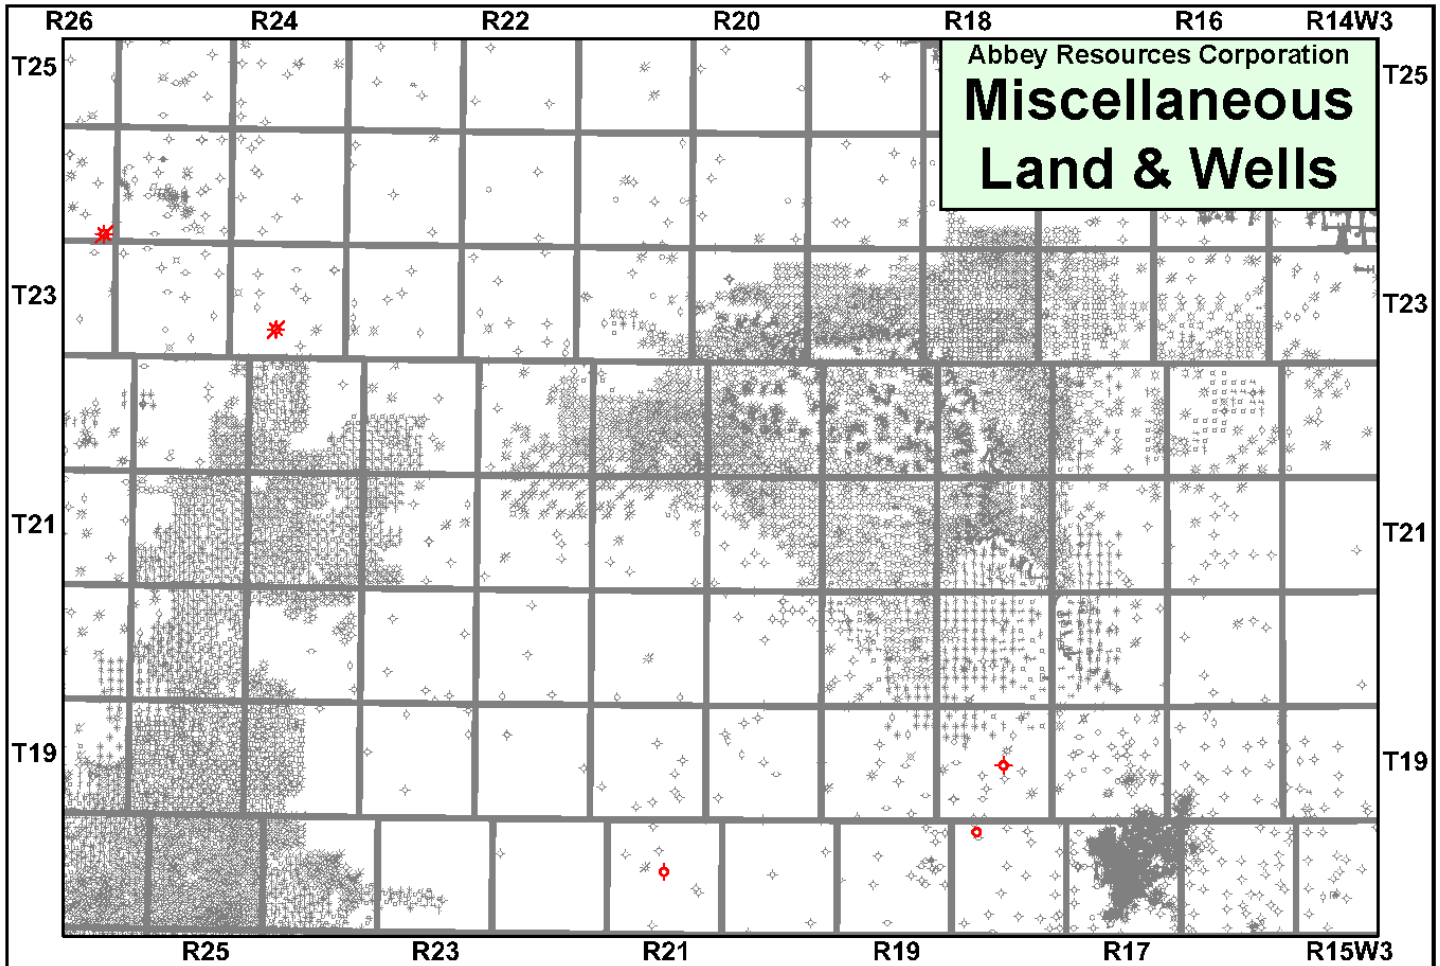 R26 R24 R22 R20 R18 R16 R14W3
T25 T25
Abbey Resources Corporation
Miscellaneous
Land & Wells
T23 T23
T21 T21
T19 T19
R25 R23 R21 R19 R17 R15W3